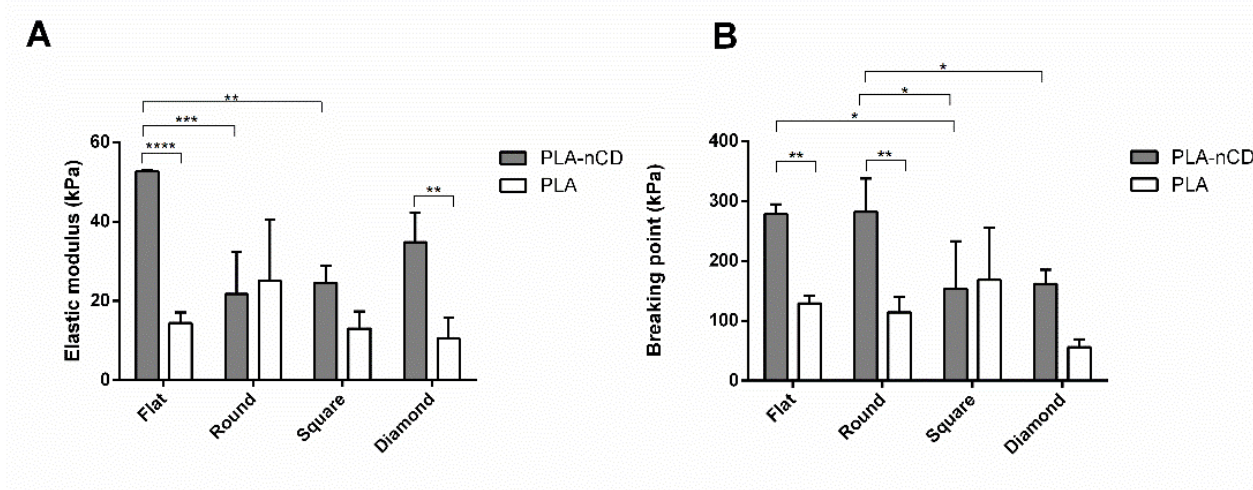 A
**
***
****
**
60
40
20
0
Elastic modulus (kPa)
PLA-nCD
PLA
Flat
Round
Square
Diamond
B
*
*
*
**
**
400
300
200
100
0
Breaking point (kPa)
PLA-nCD
PLA
Flat
Round
Square
Diamond